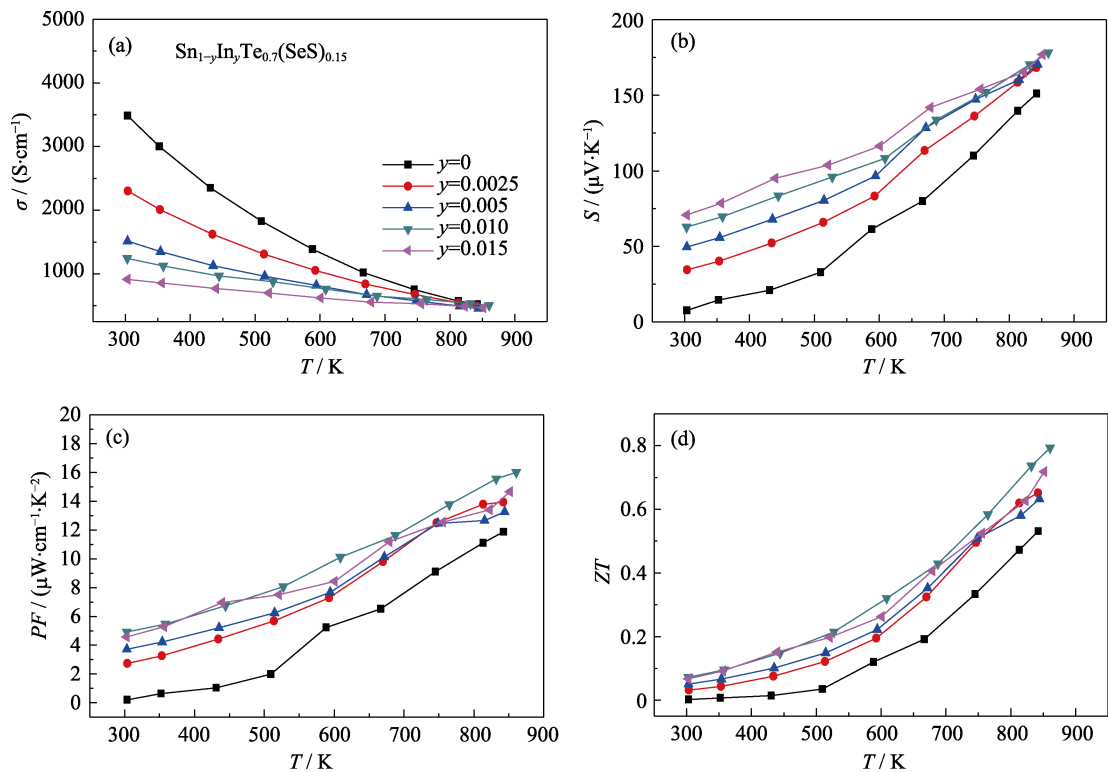 (a)
Sn₁₋yInyTe₀.₇(SeS)₀.₁₅
5000
4000
3000
2000
1000
σ / (S·cm⁻¹)
y=0
y=0.0025
y=0.005
y=0.010
y=0.015
300 400 500 600 700 800 900
T / K
(b)
200
150
100
50
0
S / (μV·K⁻¹)
300 400 500 600 700 800 900
T / K
(c)
20
18
16
14
12
10
8
6
4
2
0
PF / (μW·cm⁻¹·K⁻²)
300 400 500 600 700 800 900
T / K
(d)
0.8
0.6
0.4
0.2
0
ZT
300 400 500 600 700 800 900
T / K